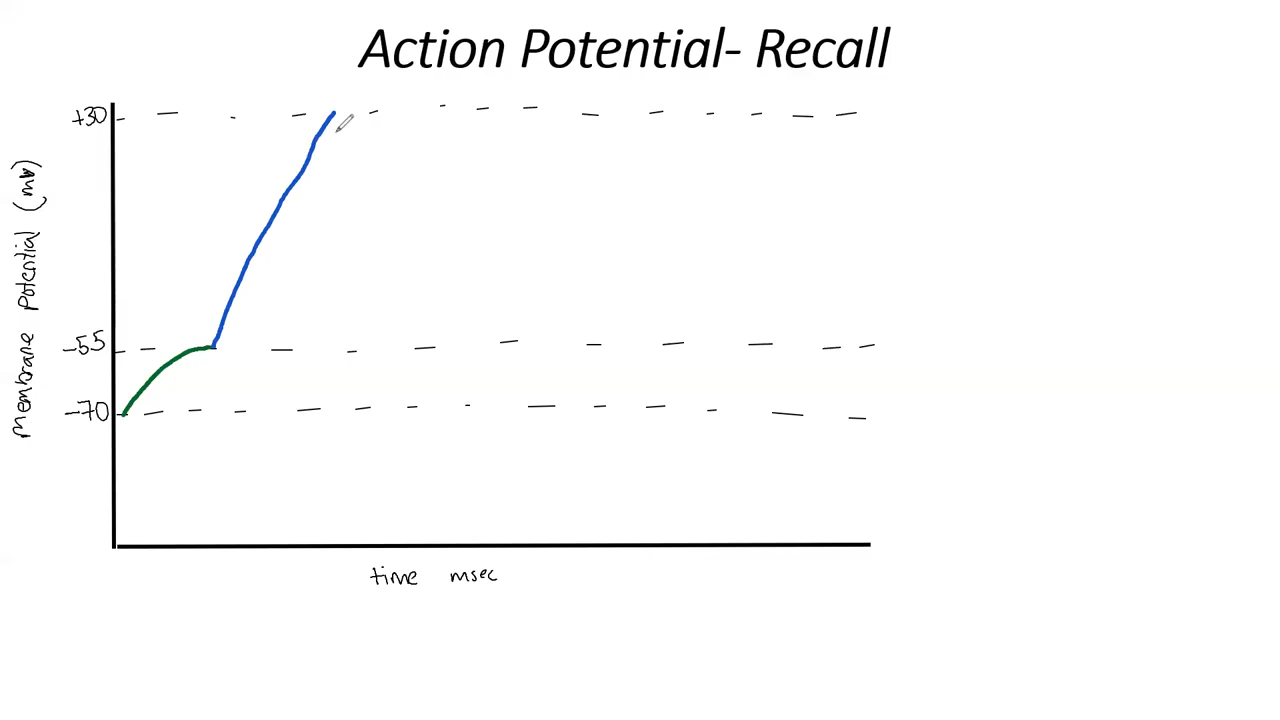 Action Potential- Recall
+30
membrane potential (mv)
-55
-70
time msec